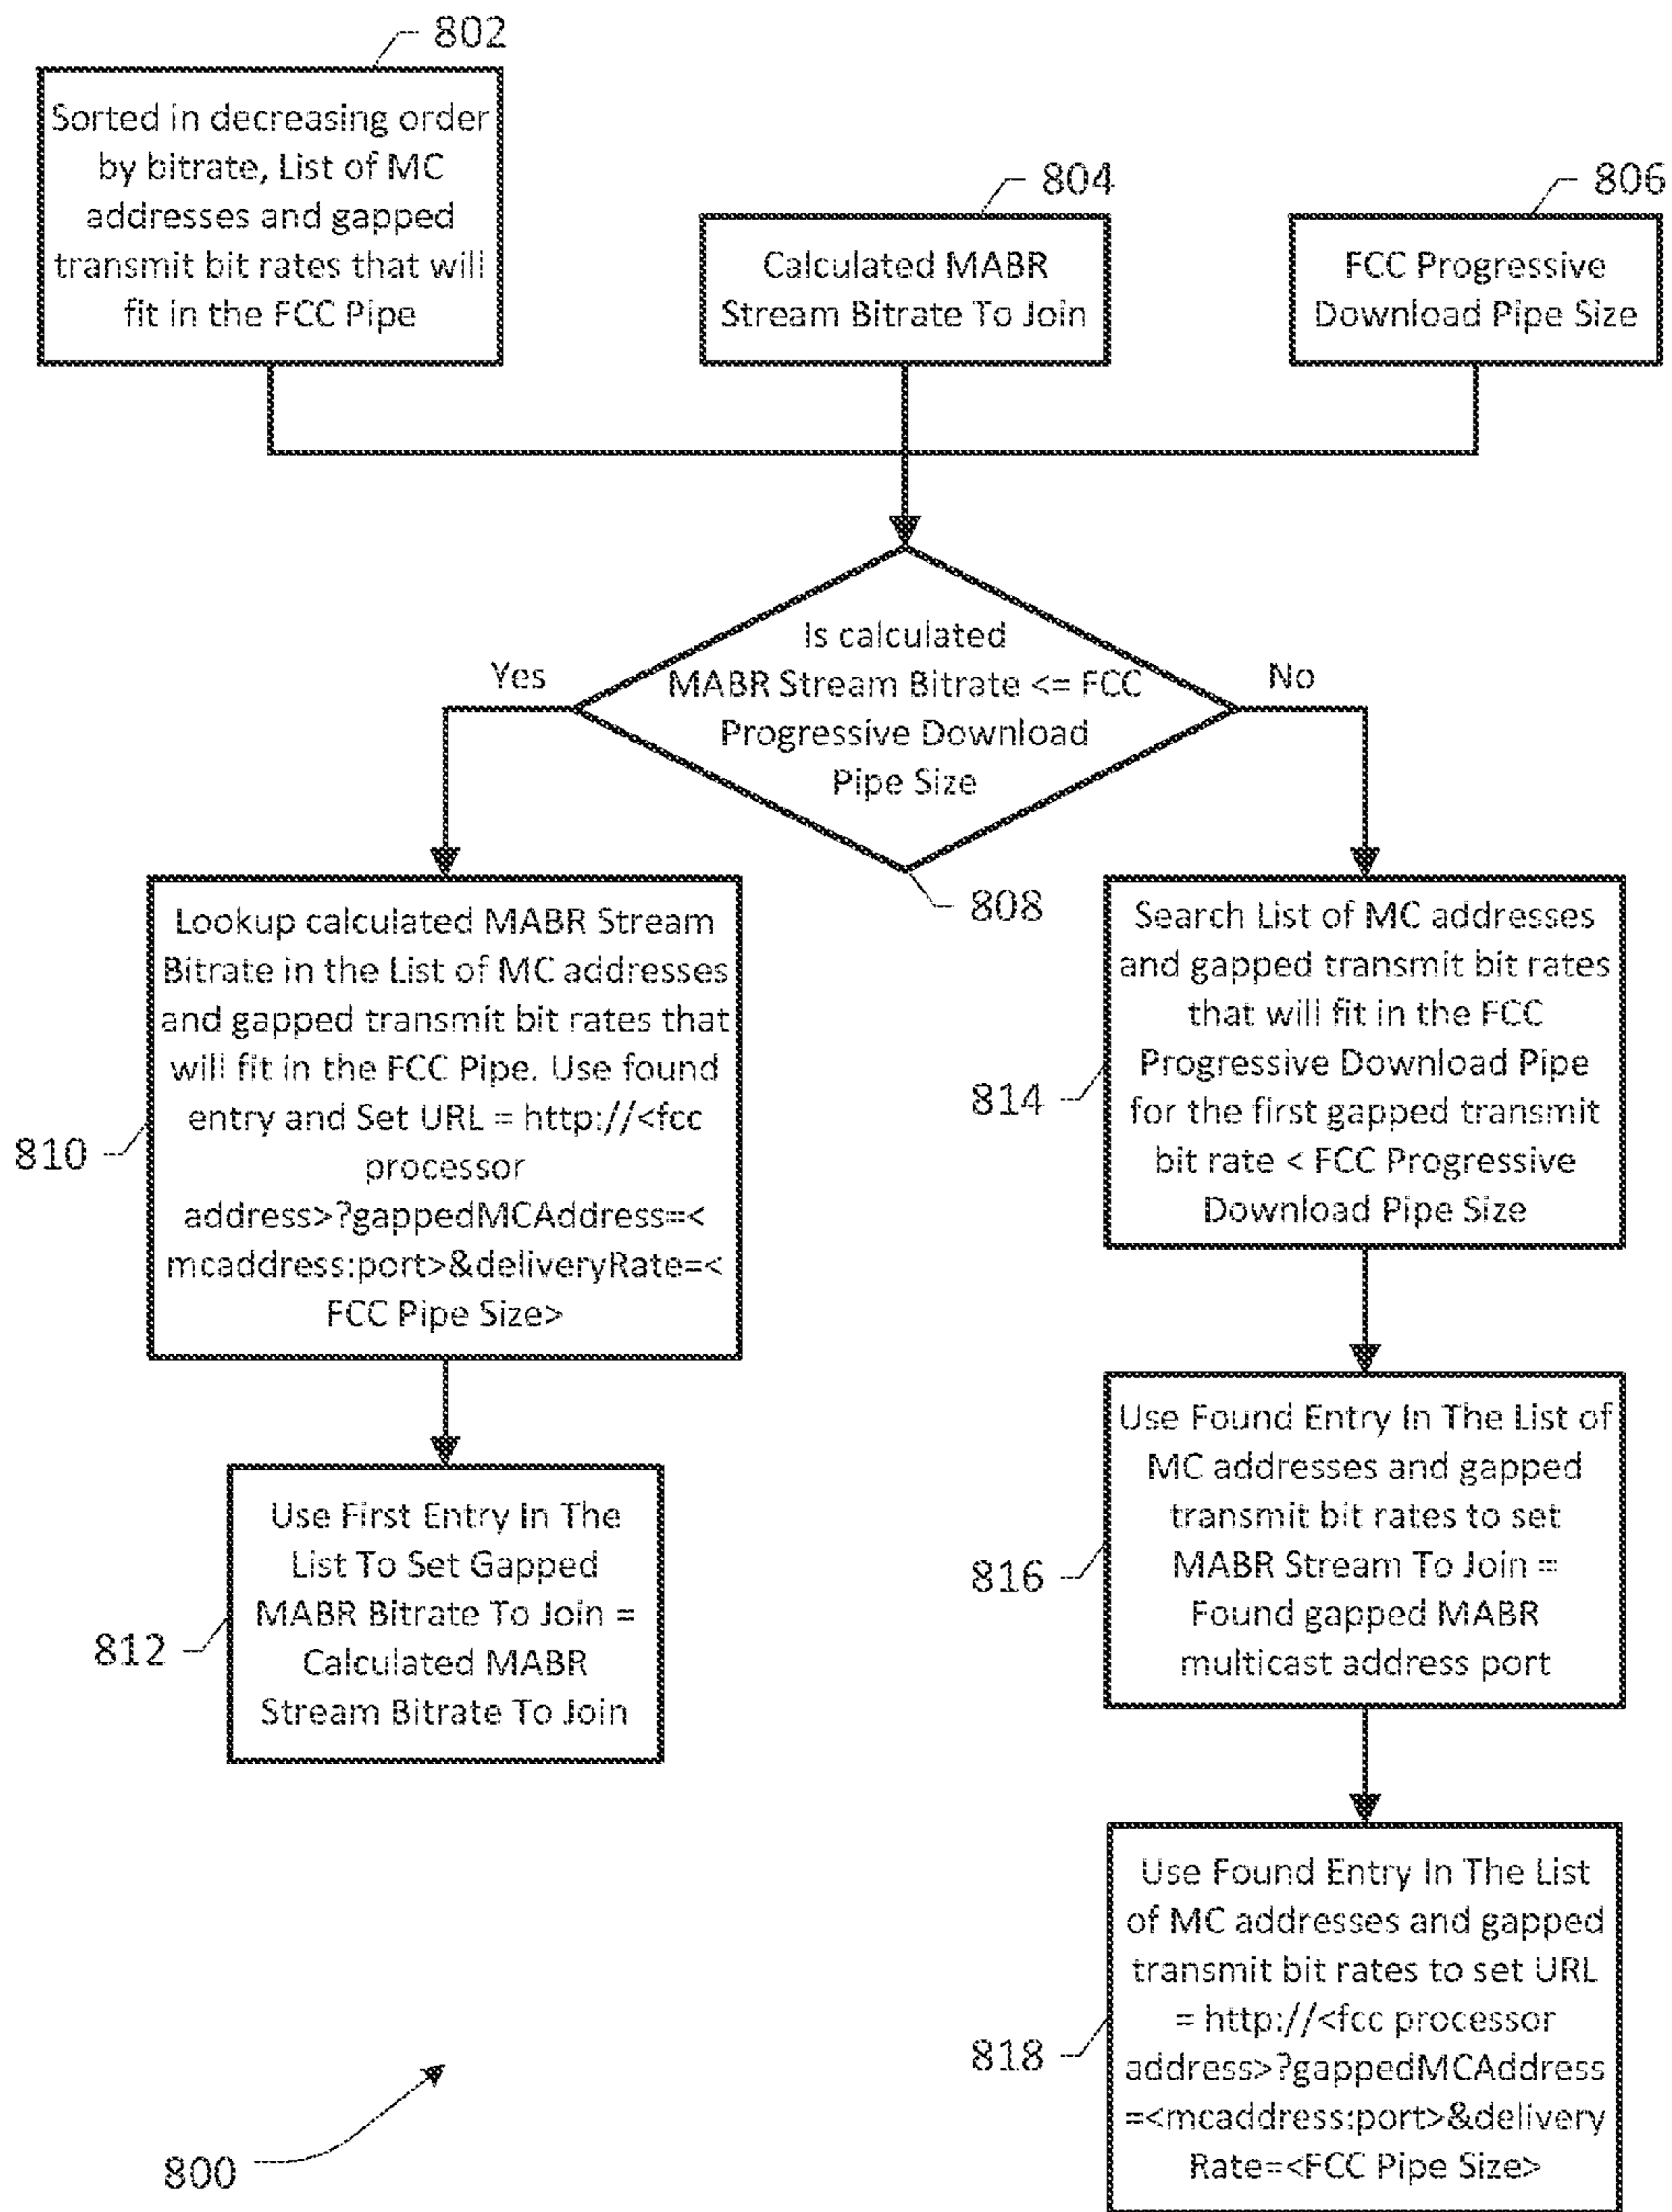 802
Sorted in decreasing order
by bitrate, List of MC
addresses and gapped
transmit bit rates that will
fit in the FCC Pipe
804
Calculated MABR
Stream Bitrate To Join
806
FCC Progressive
Download Pipe Size
Is calculated
MABR Stream Bitrate <= FCC
Progressive Download
Pipe Size
Yes
No
808
Lookup calculated MABR Stream
Bitrate in the List of MC addresses
and gapped transmit bit rates that
will fit in the FCC Pipe. Use found
entry and Set URL = http://<fcc
processor
address>?gappedMCAddress=<
mcaddress:port>&deliveryRate=<
FCC Pipe Size>
810
Use First Entry In The
List To Set Gapped
MABR Bitrate To Join =
Calculated MABR
Stream Bitrate To Join
812
Search List of MC addresses
and gapped transmit bit rates
that will fit in the FCC
Progressive Download Pipe
for the first gapped transmit
bit rate < FCC Progressive
Download Pipe Size
814
Use Found Entry In The List of
MC addresses and gapped
transmit bit rates to set
MABR Stream To Join =
Found gapped MABR
multicast address port
816
Use Found Entry In The List
of MC addresses and gapped
transmit bit rates to set URL
= http://<fcc processor
address>?gappedMCAddress
=<mcaddress:port>&delivery
Rate=<FCC Pipe Size>
818
800